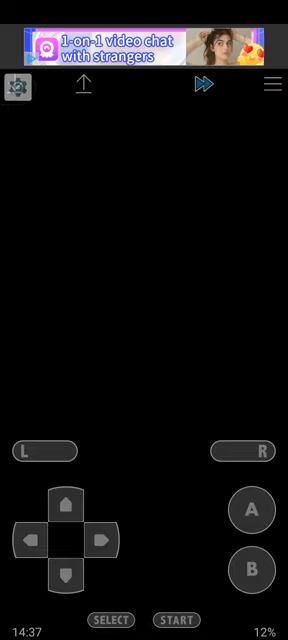 1-on-1 video chat
with strangers
L
R
A
B
SELECT
START
14:37
12%